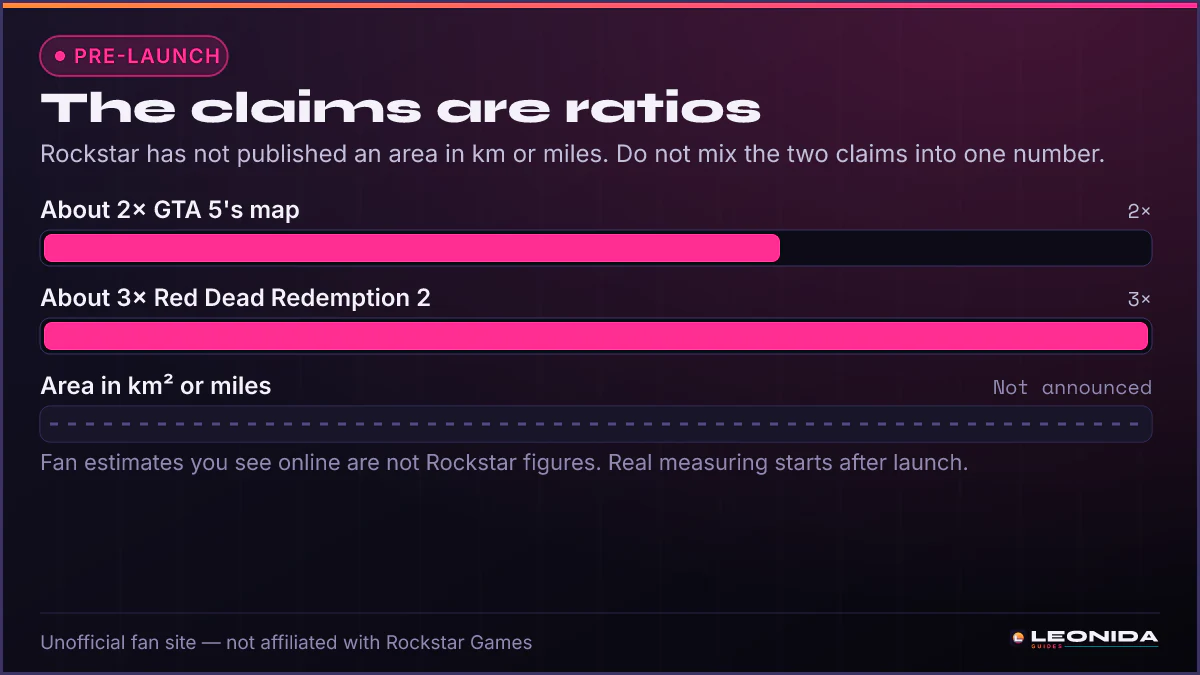 PRE-LAUNCH
The claims are ratios
Rockstar has not published an area in km or miles. Do not mix the two claims into one number.
About 2× GTA 5's map 2×
About 3× Red Dead Redemption 2 3×
Area in km² or miles Not announced
Fan estimates you see online are not Rockstar figures. Real measuring starts after launch.
Unofficial fan site — not affiliated with Rockstar Games
LEONIDA
GUIDES